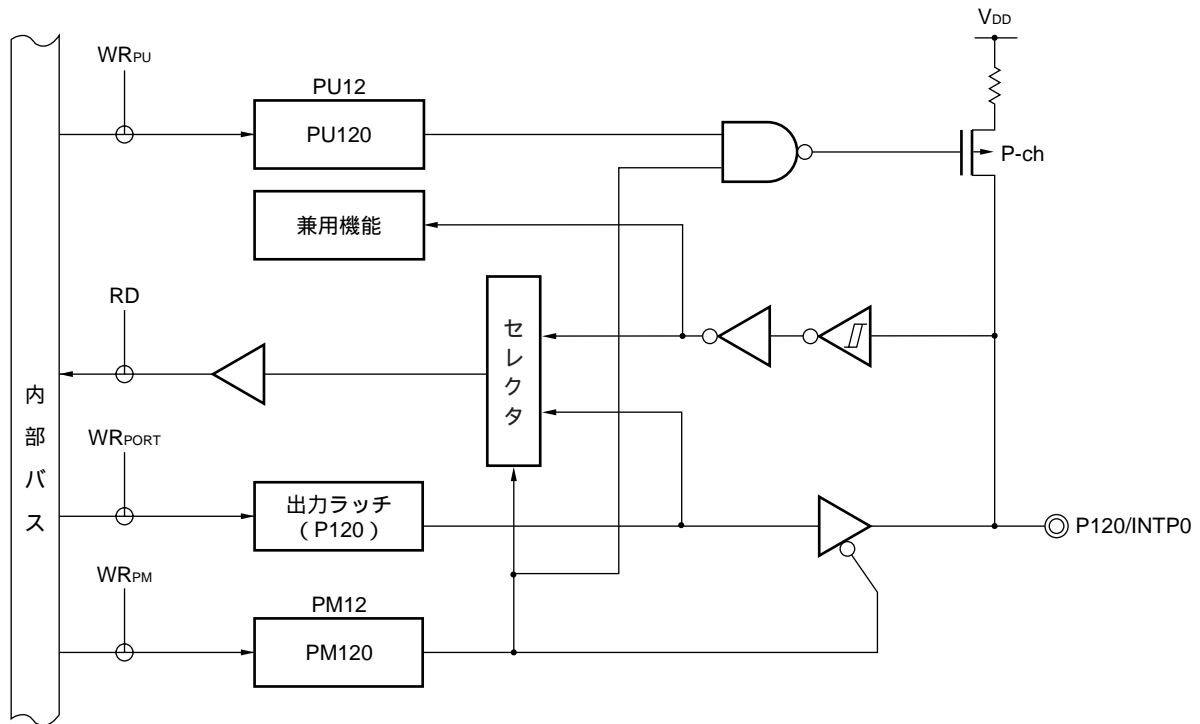 VDD
WRPU
PU12
PU120
P-ch
兼用機能
RD
セレクタ
内部バス
WRPORT
出力ラッチ
（P120）
P120/INTP0
WRPM
PM12
PM120